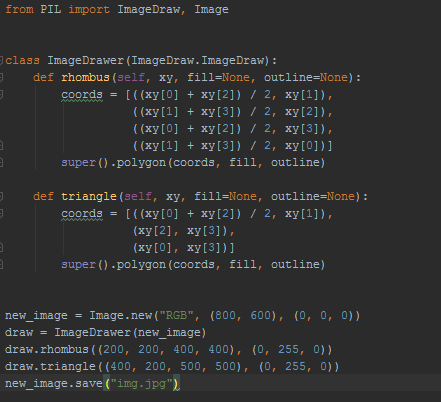 from PIL import ImageDraw, Image


class ImageDrawer(ImageDraw.ImageDraw):
    def rhombus(self, xy, fill=None, outline=None):
        coords = [((xy[0] + xy[2]) / 2, xy[1]),
                  ((xy[1] + xy[3]) / 2, xy[2]),
                  ((xy[0] + xy[2]) / 2, xy[3]),
                  ((xy[1] + xy[3]) / 2, xy[0])]
        super().polygon(coords, fill, outline)

    def triangle(self, xy, fill=None, outline=None):
        coords = [((xy[0] + xy[2]) / 2, xy[1]),
                  (xy[2], xy[3]),
                  (xy[0], xy[3])]
        super().polygon(coords, fill, outline)


new_image = Image.new("RGB", (800, 600), (0, 0, 0))
draw = ImageDrawer(new_image)
draw.rhombus((200, 200, 400, 400), (0, 255, 0))
draw.triangle((400, 200, 500, 500), (0, 255, 0))
new_image.save("img.jpg")